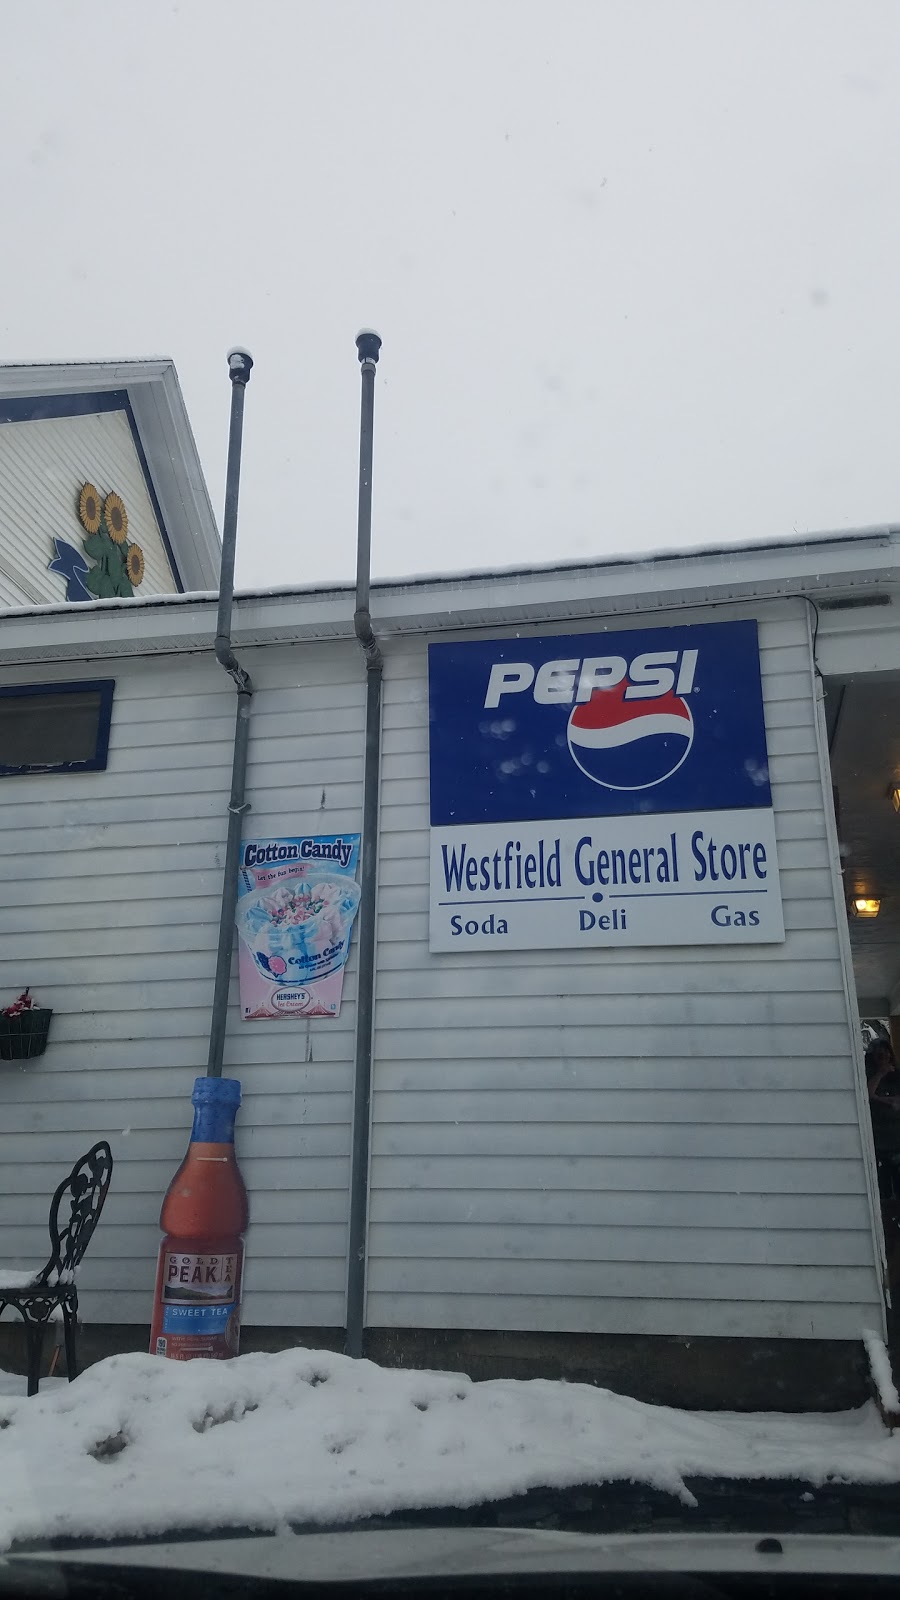 PEPSI
Westfield General Store
Soda Deli Gas
Cotton Candy
Let the fun begin!
Cotton Candy
HERSHEY'S
Ice Cream
GOLD
PEAK
TEA
SWEET TEA